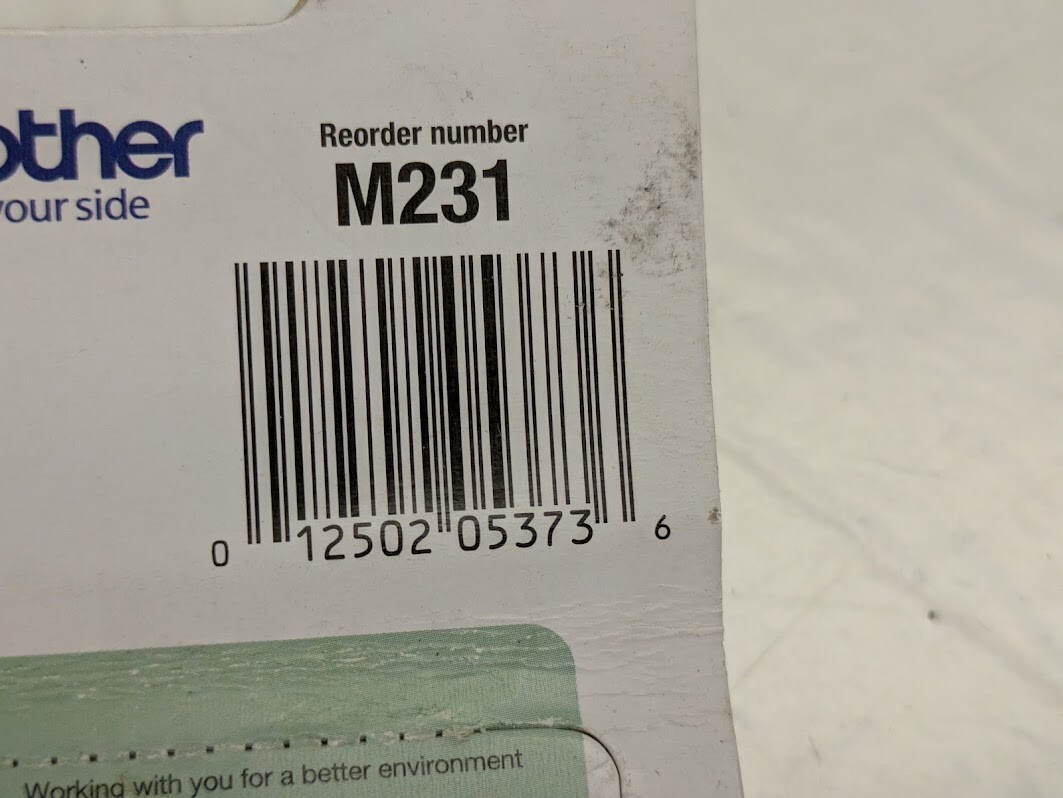 other
your side
Reorder number
M231
0 12502 05373 6
Working with you for a better environment